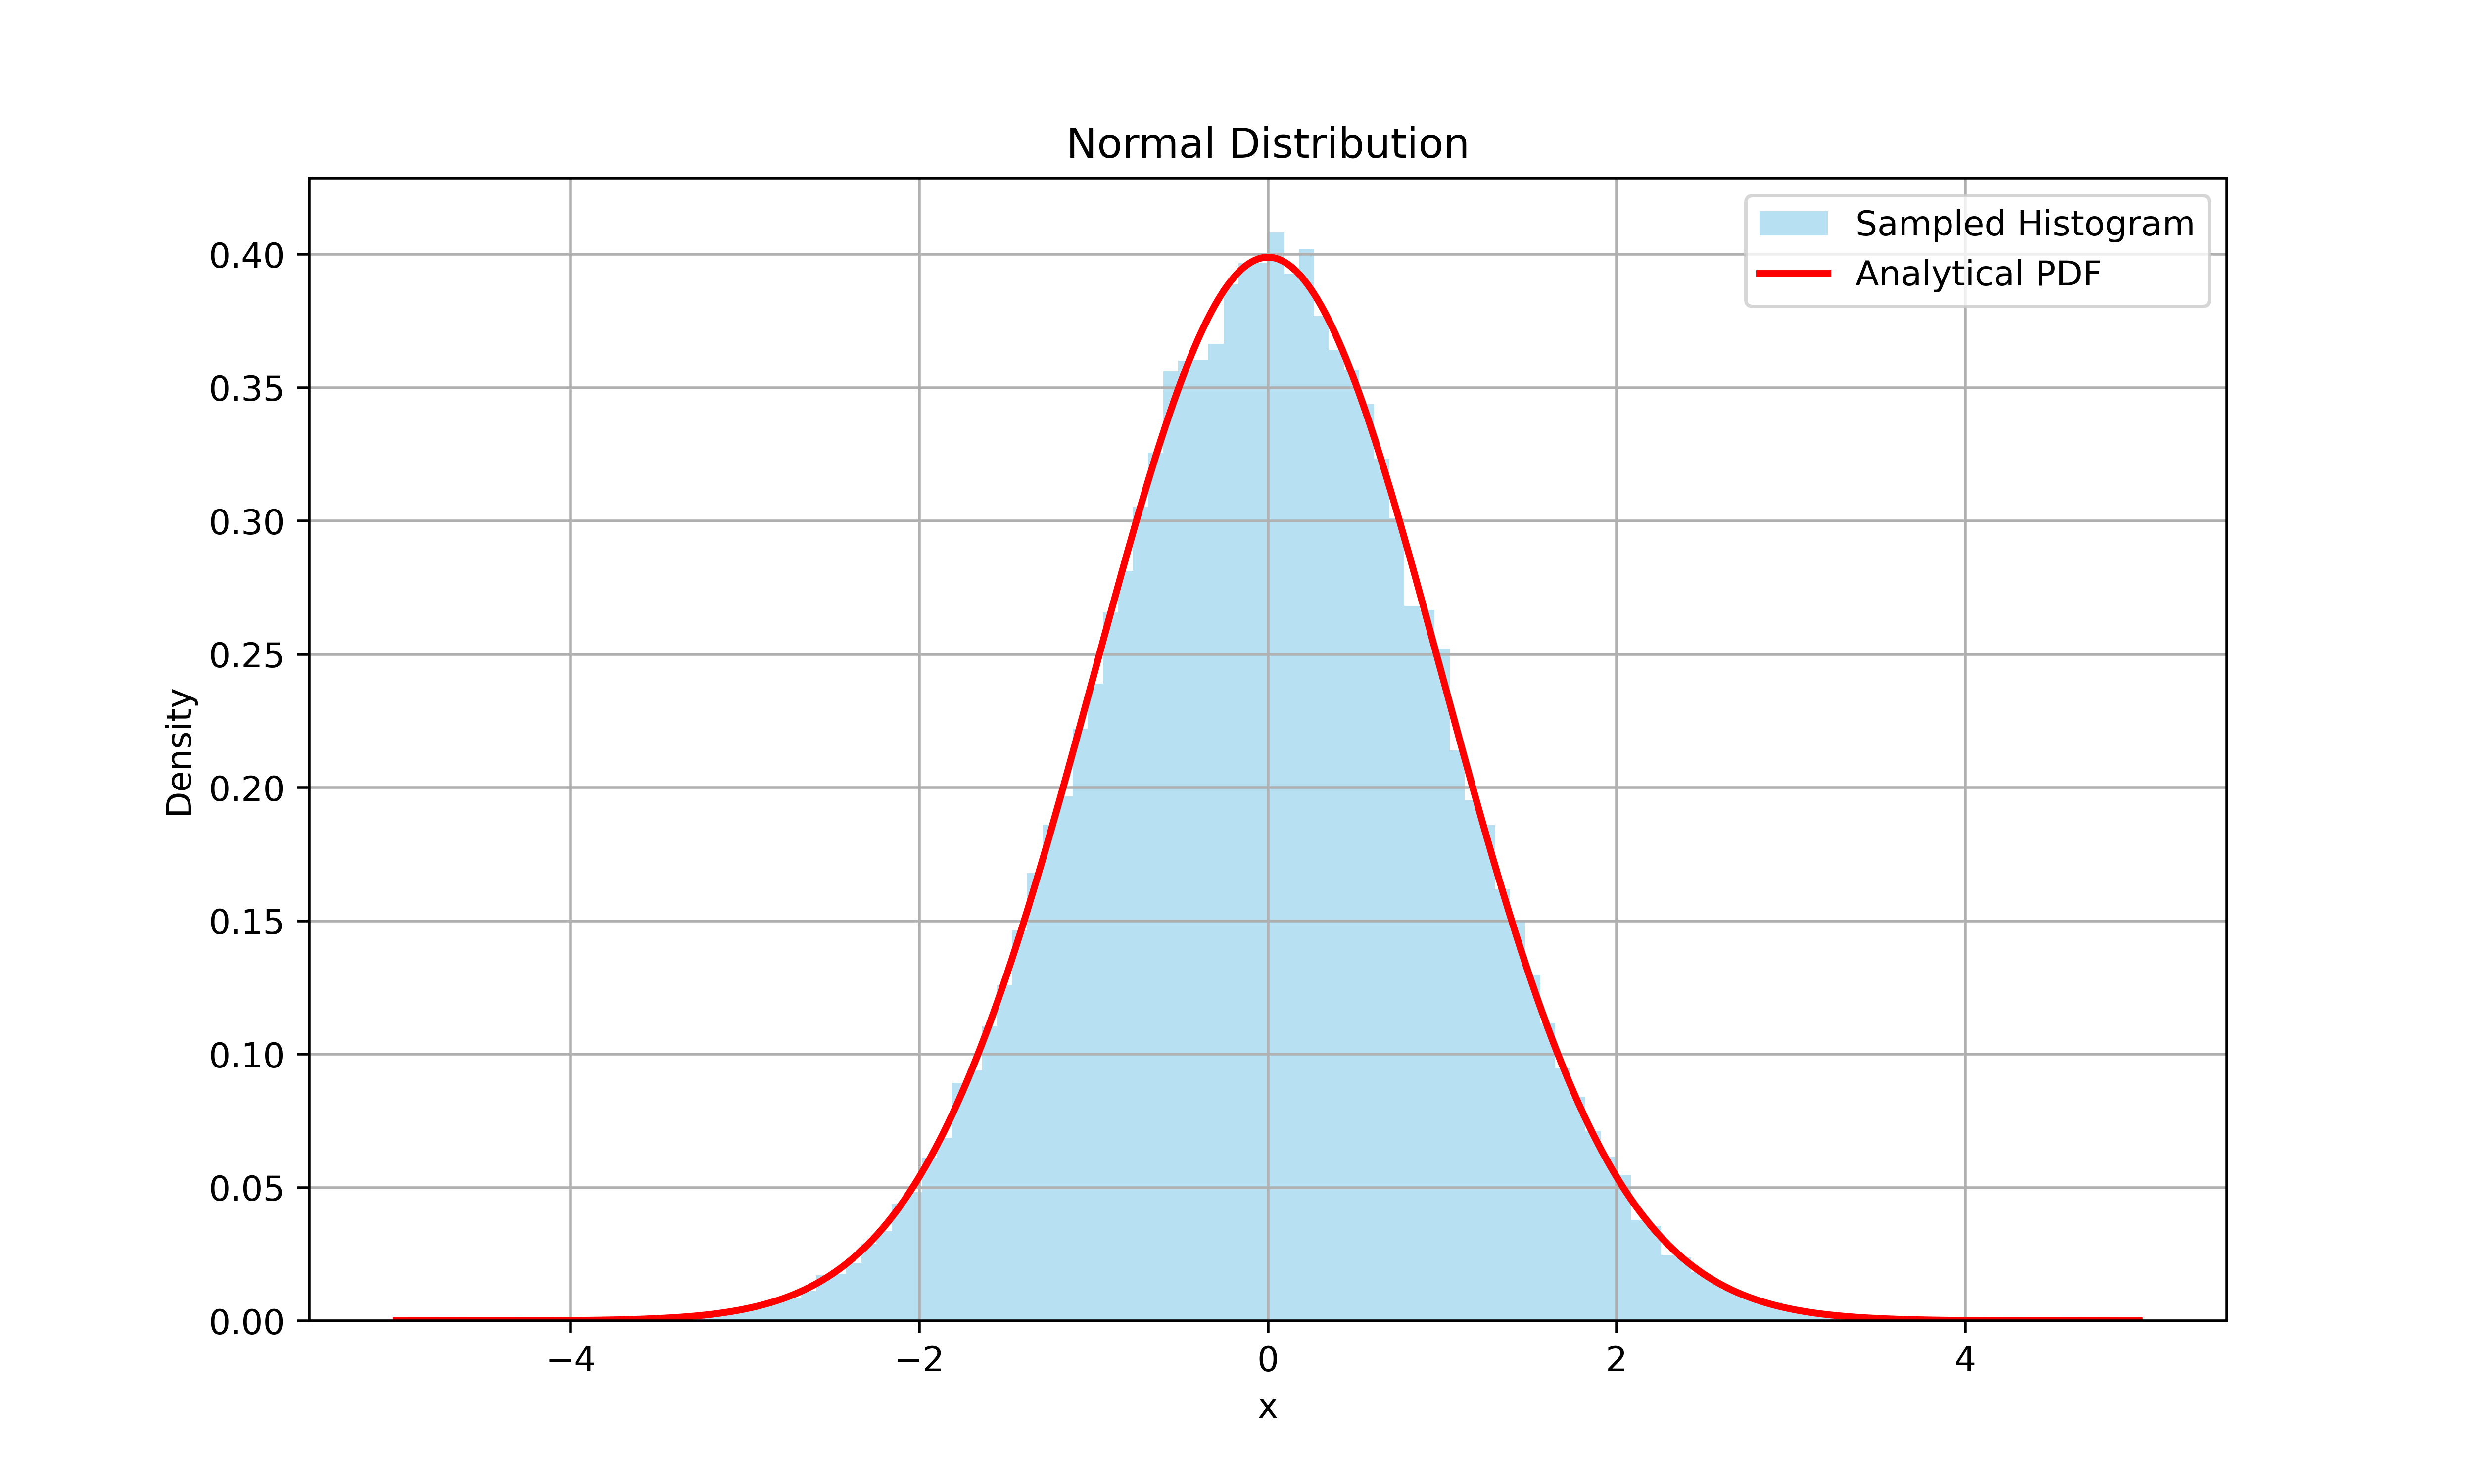 Normal Distribution
Sampled Histogram
Analytical PDF
0.40
0.35
0.30
0.25
0.20
0.15
0.10
0.05
0.00
Density
−4
−2
0
2
4
x